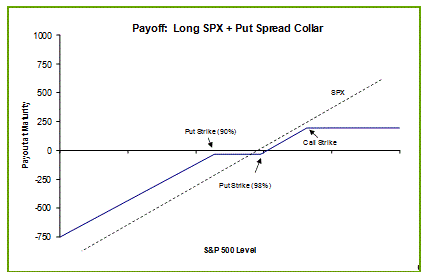 Payoff: Long SPX + Put Spread Collar
1000
750
500
250
0
-250
-500
-750
Payout at Maturity
SPX
Put Strike (90%)
Call Strike
Put Strike (98%)
S&P 500 Level